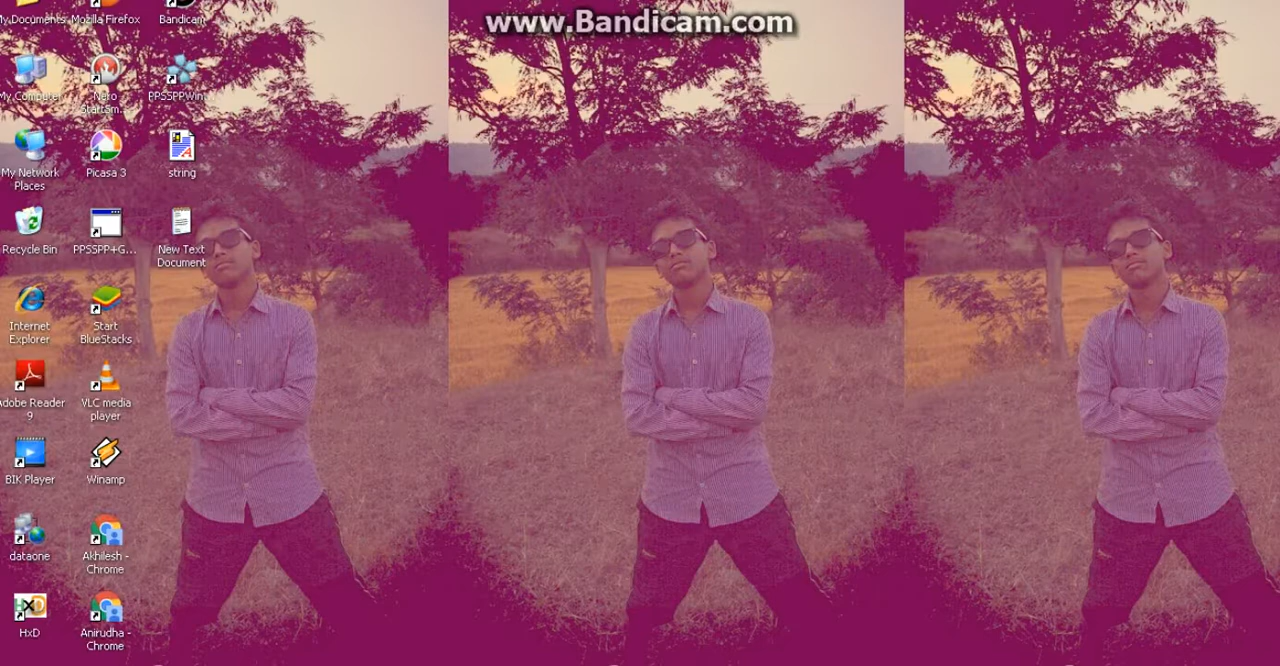 www.Bandicam.com
My Documents
Mozilla Firefox
Bandicam
My Computer
Nero
StartSm...
PPSSPPWin...
My Network
Places
Picasa 3
string
Recycle Bin
PPSSPP+G...
New Text
Document
Internet
Explorer
Start
BlueStacks
Adobe Reader
9
VLC media
player
BIK Player
Winamp
dataone
Akhilesh -
Chrome
HxD
Anirudha -
Chrome